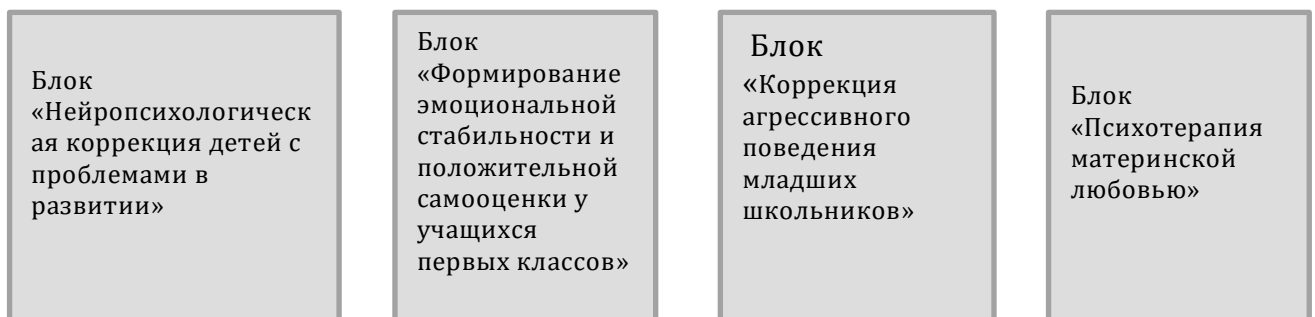 Блок
«Нейропсихологическ
ая коррекция детей с
проблемами в
развитии»
Блок
«Формирование
эмоциональной
стабильности и
положительной
самооценки у
учащихся
первых классов»
Блок
«Коррекция
агрессивного
поведения
младших
школьников»
Блок
«Психотерапия
материнской
любовью»